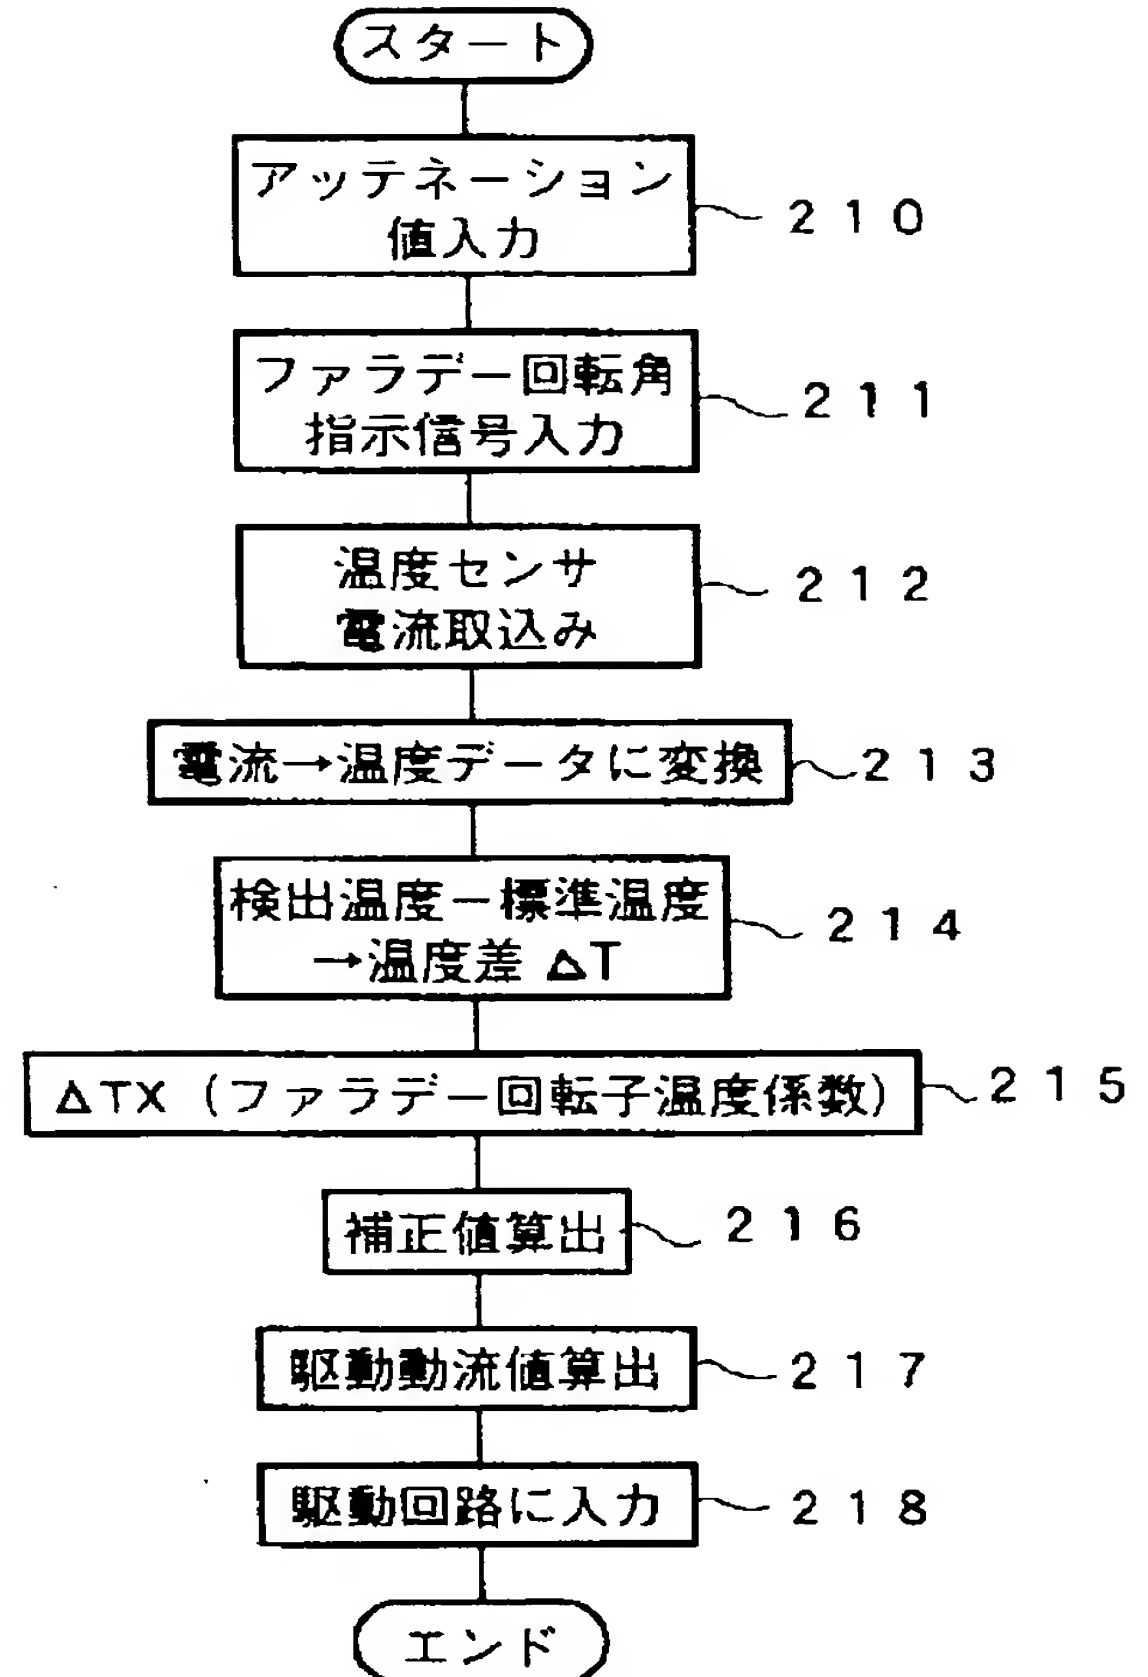 スタート
アッテネーション
値入力
210
ファラデー回転角
指示信号入力
211
温度センサ
電流取込み
212
電流→温度データに変換
213
検出温度−標準温度
→温度差 ΔT
214
ΔTX (ファラデー回転子温度係数)
215
補正値算出
216
駆動動流値算出
217
駆動回路に入力
218
エンド